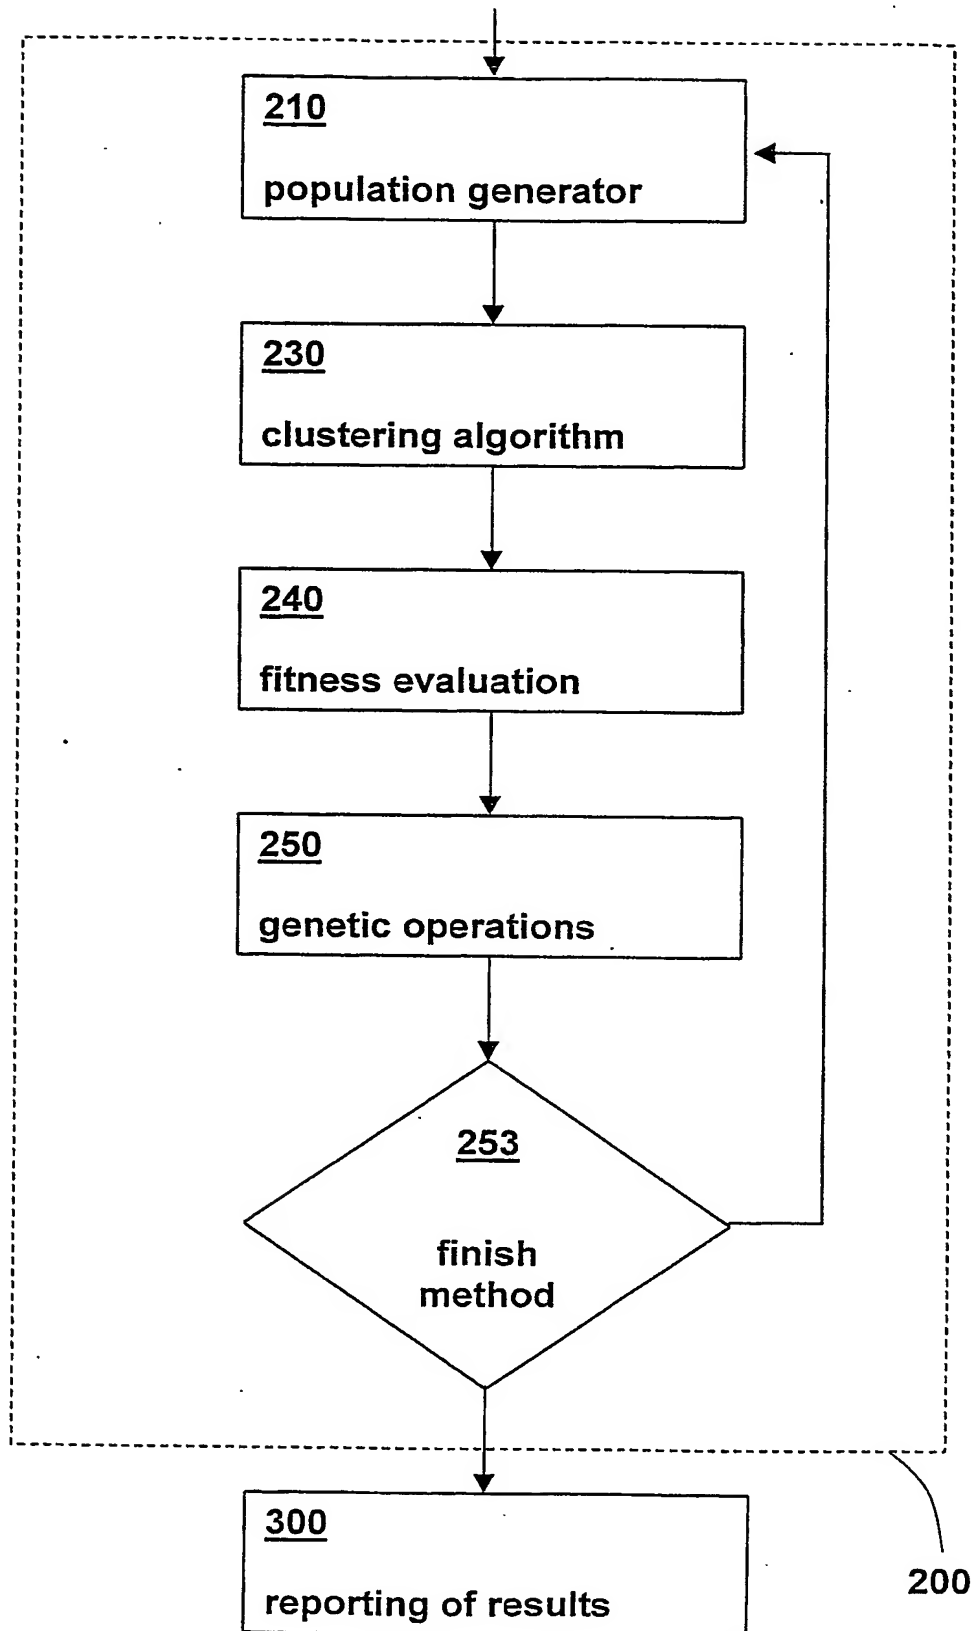 210
population generator
230
clustering algorithm
240
fitness evaluation
250
genetic operations
253
finish
method
300
reporting of results
200